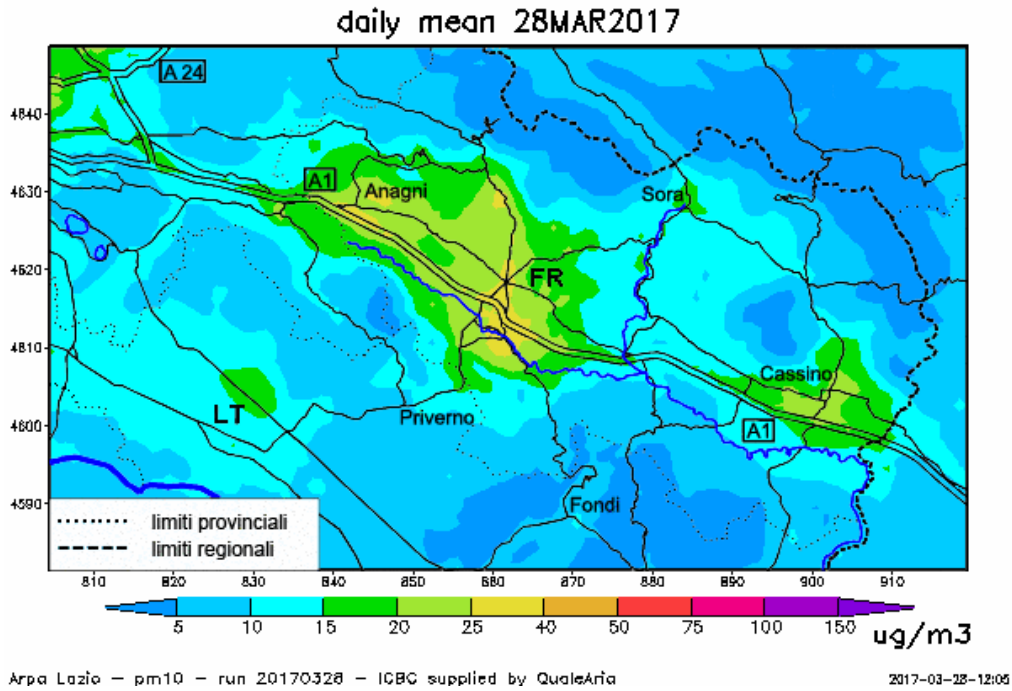 daily mean 28MAR2017
A 24
4840
4630
A1
Anagni
Sora
4520
FR
4810
Cassino
LT
Priverno
A1
4600
Fondi
4590
limiti provinciali
limiti regionali
810 820 830 840 850 860 870 880 890 900 910
5 10 15 20 25 40 50 75 100 150 ug/m3
Arpa Lazio – pm10 – run 20170328 – ICBC supplied by QualeAria 2017-03-28-12:05